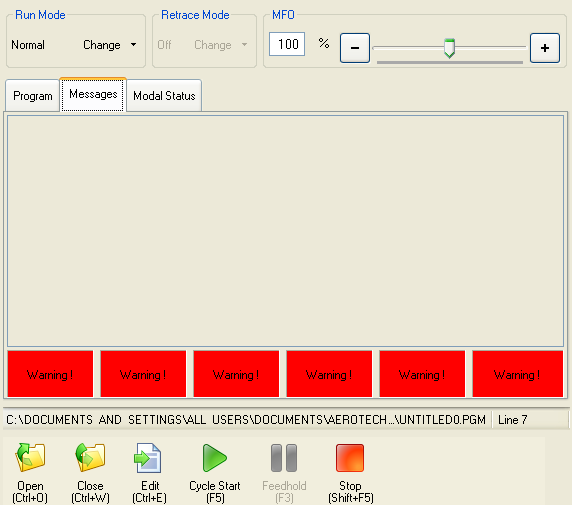 Run Mode Retrace Mode MFO
Normal Change Off Change 100 % − +
Program Messages Modal Status
Warning ! Warning ! Warning ! Warning ! Warning ! Warning !
C:\DOCUMENTS AND SETTINGS\ALL USERS\DOCUMENTS\AEROTECH...\UNTITLED0.PGM Line 7
Open Close Edit Cycle Start Feedhold Stop
(Ctrl+O) (Ctrl+W) (Ctrl+E) (F5) (F3) (Shift+F5)